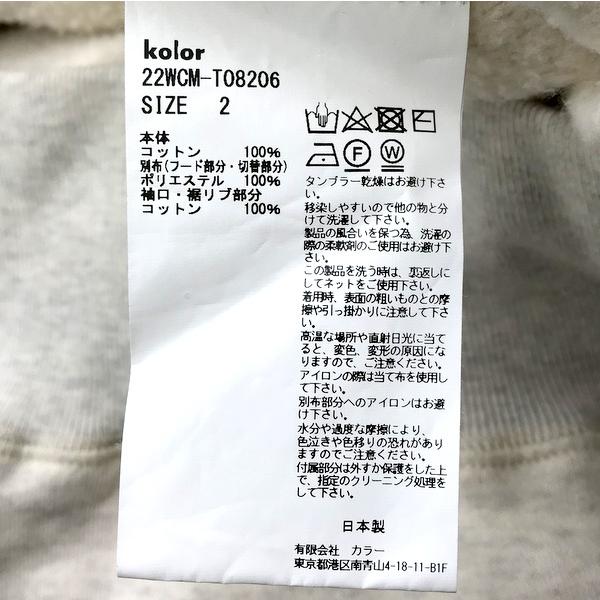 kolor
22WCM-T08206
SIZE 2
本体
コットン 100%
別布(フード部分・切替部分)
ポリエステル 100%
袖口・裾リブ部分
コットン 100%
F
W
タンブラー乾燥はお避け下さ
い。
移染しやすいので他の物と分
けて洗濯して下さい。
製品の風合いを保つ為、洗濯の
際の柔軟剤のご使用はお避け下
さい。
この製品を洗う時は、裏返しに
してネットをご使用下さい。
着用時、表面の粗いものとの摩
擦や引っ掛かりに注意して下さ
い。
高温な場所や直射日光に当て
ると、変色、変形の原因にな
りますので、ご注意ください。
アイロンの際は当て布を使用し
て下さい。
別布部分へのアイロンはお避
け下さい。
水分や過度な摩擦により、
色泣きや色移りの恐れがあり
ますのでご注意下さい。
付属部分は外すか保護をした上
で、指定のクリーニング処理を
して下さい。
日本製
有限会社 カラー
東京都港区南青山4-18-11-B1F